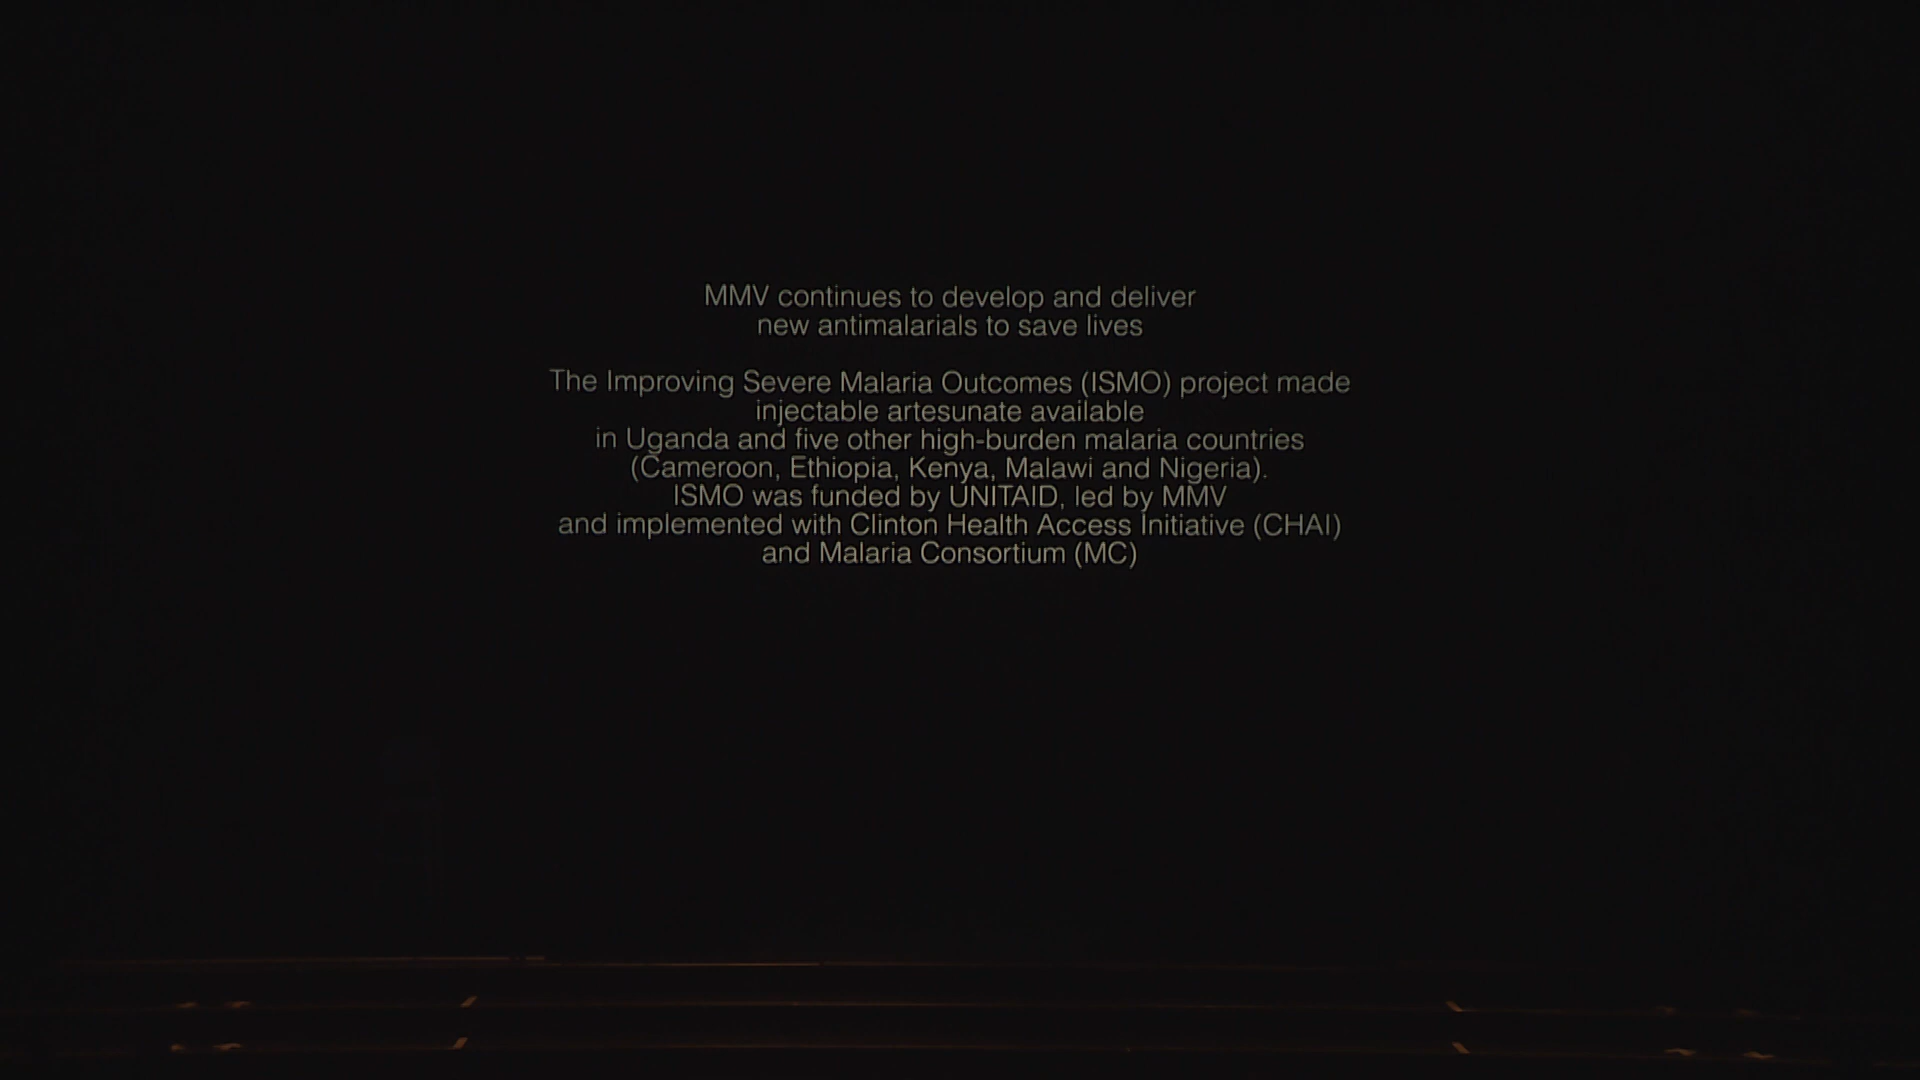 MMV continues to develop and deliver
new antimalarials to save lives
The Improving Severe Malaria Outcomes (ISMO) project made
injectable artesunate available
in Uganda and five other high-burden malaria countries
(Cameroon, Ethiopia, Kenya, Malawi and Nigeria).
ISMO was funded by UNITAID, led by MMV
and implemented with Clinton Health Access Initiative (CHAI)
and Malaria Consortium (MC)